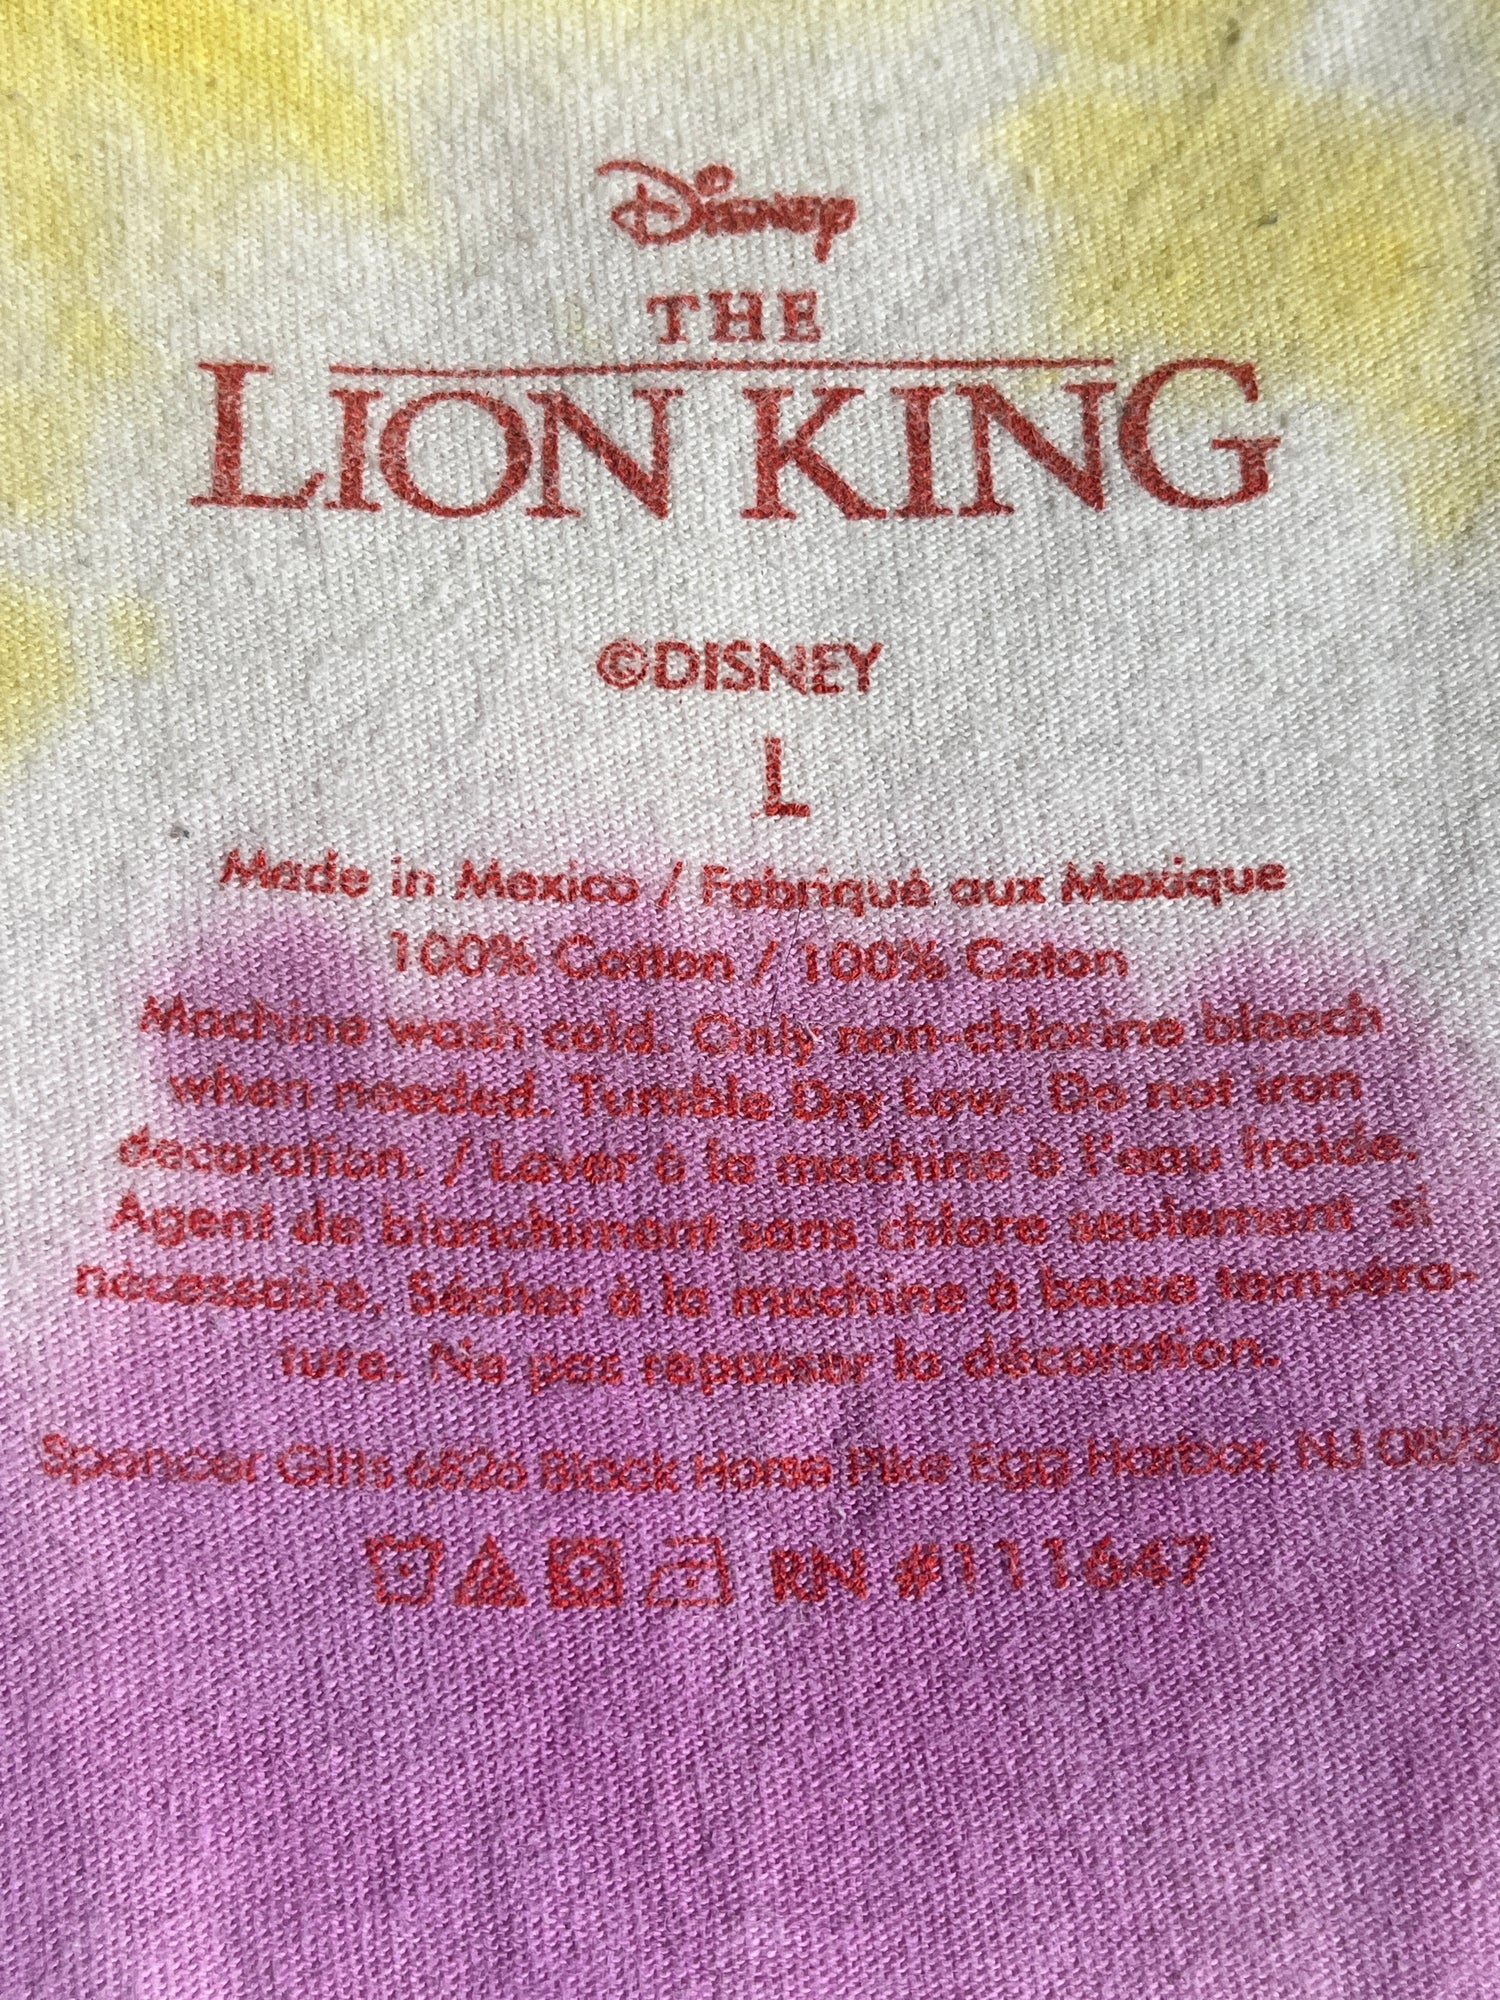 Disney
THE
LION KING
©DISNEY
L
Made in Mexico / Fabriqué aux Mexique
100% Cotton / 100% Coton
Machine wash cold. Only non-chlorine bleach
when needed. Tumble Dry Low. Do not iron
decoration. / Laver à la machine à l'eau froide.
Agent de blanchiment sans chlore seulement si
nécessaire. Sécher à la machine à basse tempéra-
ture. Ne pas repasser la décoration.
Spencer Gifts 6826 Black Horse Pike Egg Harbor, NJ 0823
RN #111647